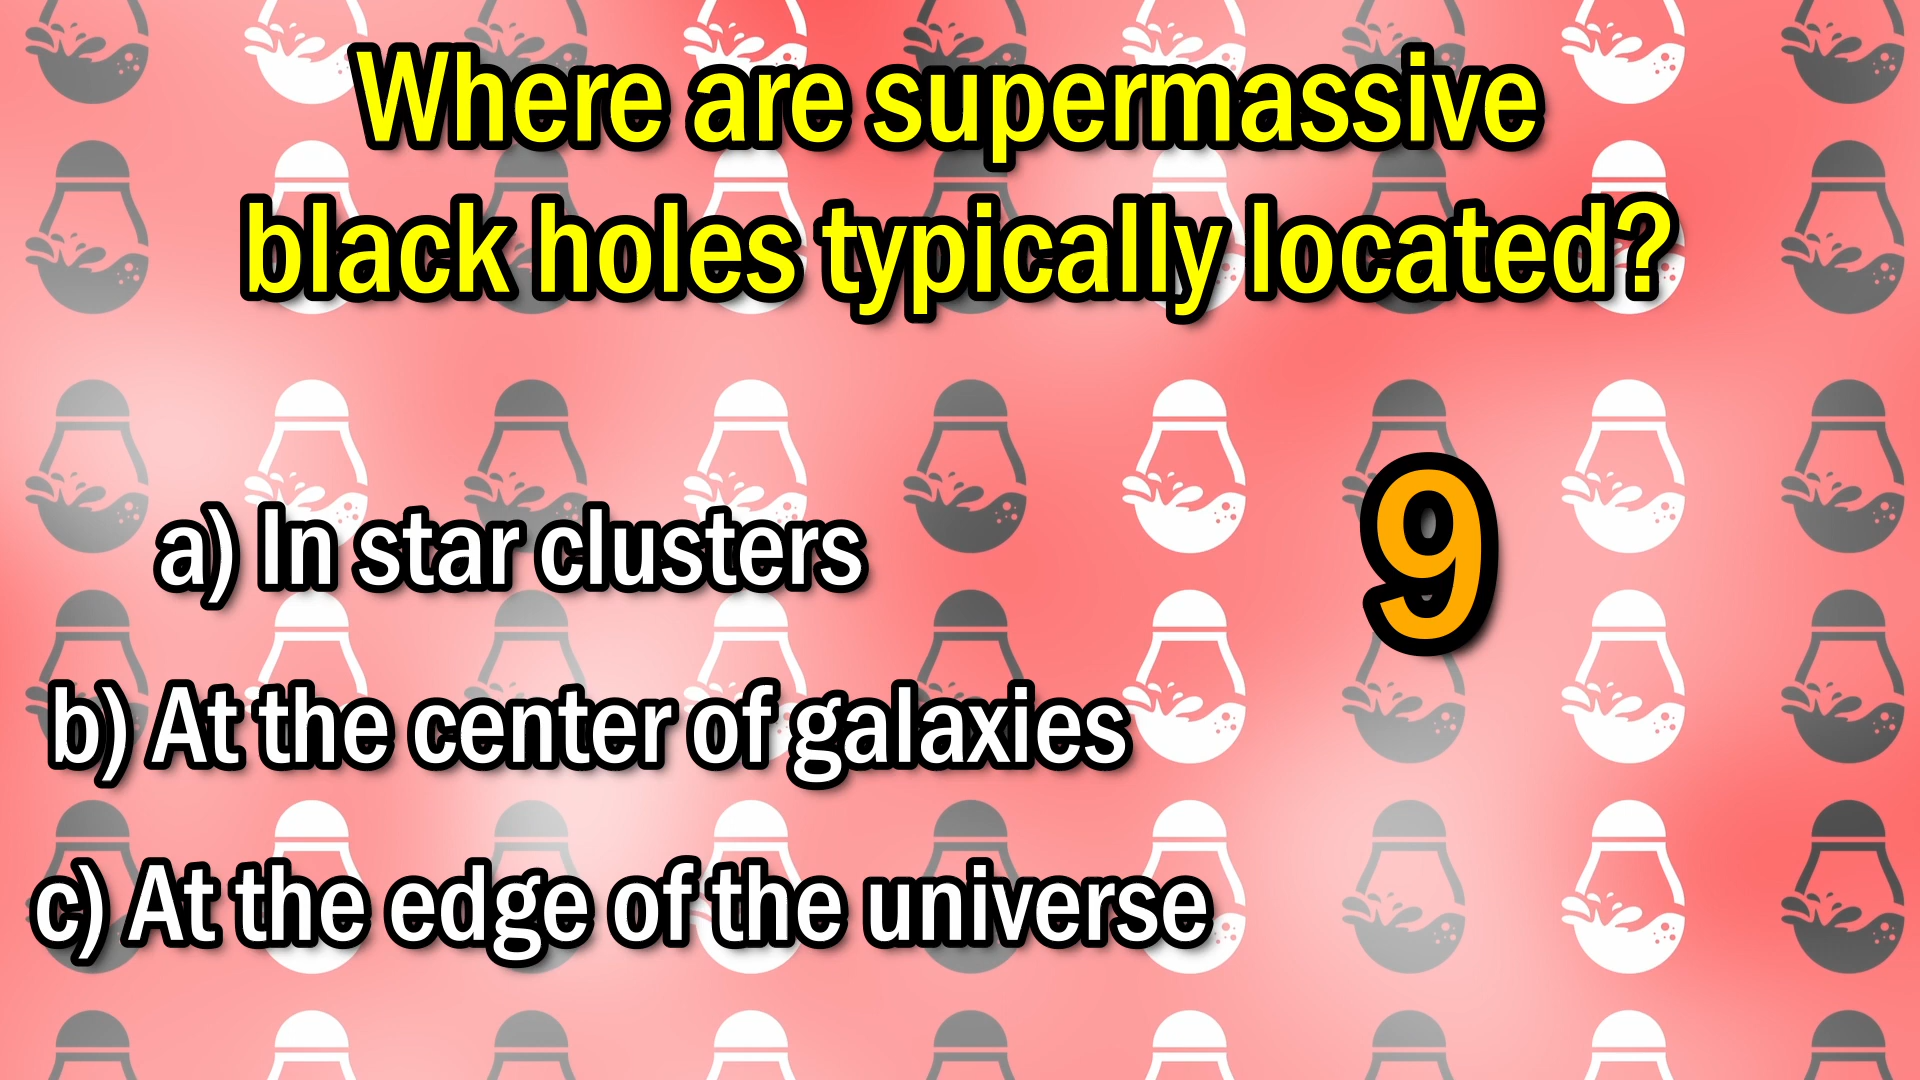 Where are supermassive
black holes typically located?
a) In star clusters
9
b) At the center of galaxies
c) At the edge of the universe